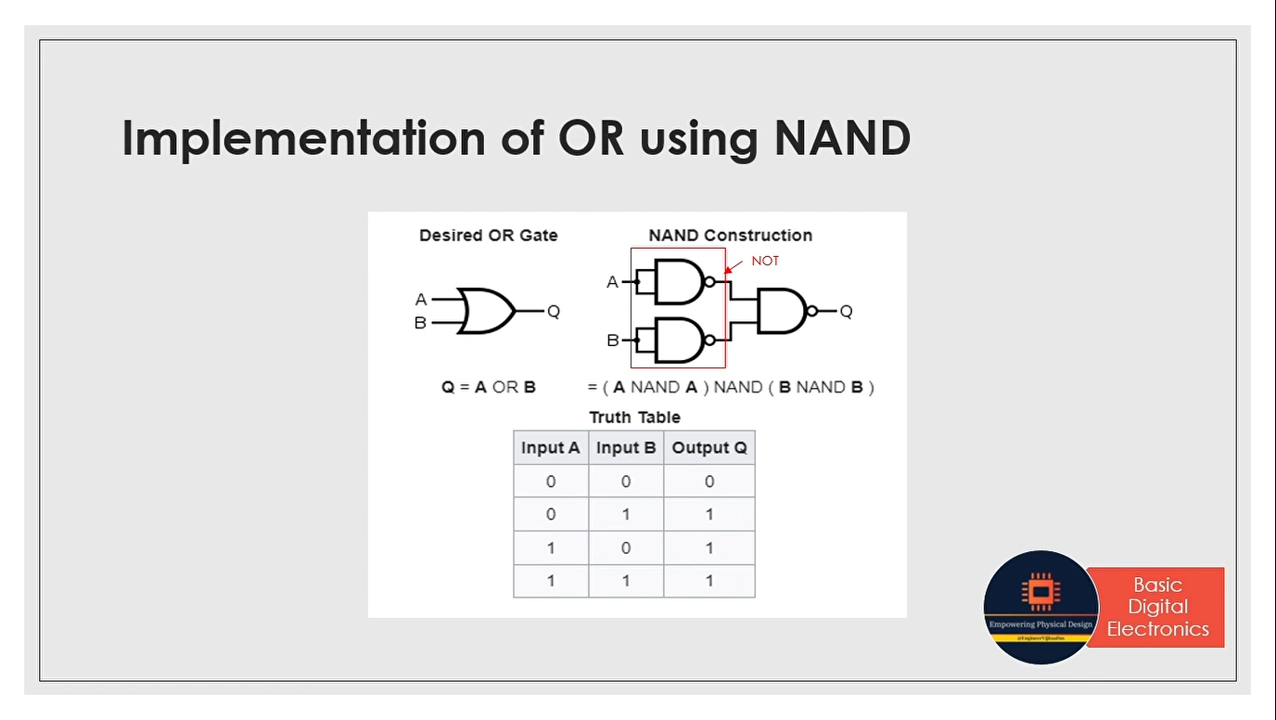 Implementation of OR using NAND
Desired OR Gate
NAND Construction
A
B
Q
A
B
NOT
Q
Q = A OR B
= ( A NAND A ) NAND ( B NAND B )
Truth Table
Input A Input B Output Q
0 0 0
0 1 1
1 0 1
1 1 1
Empowering Physical Design
Basic
Digital
Electronics